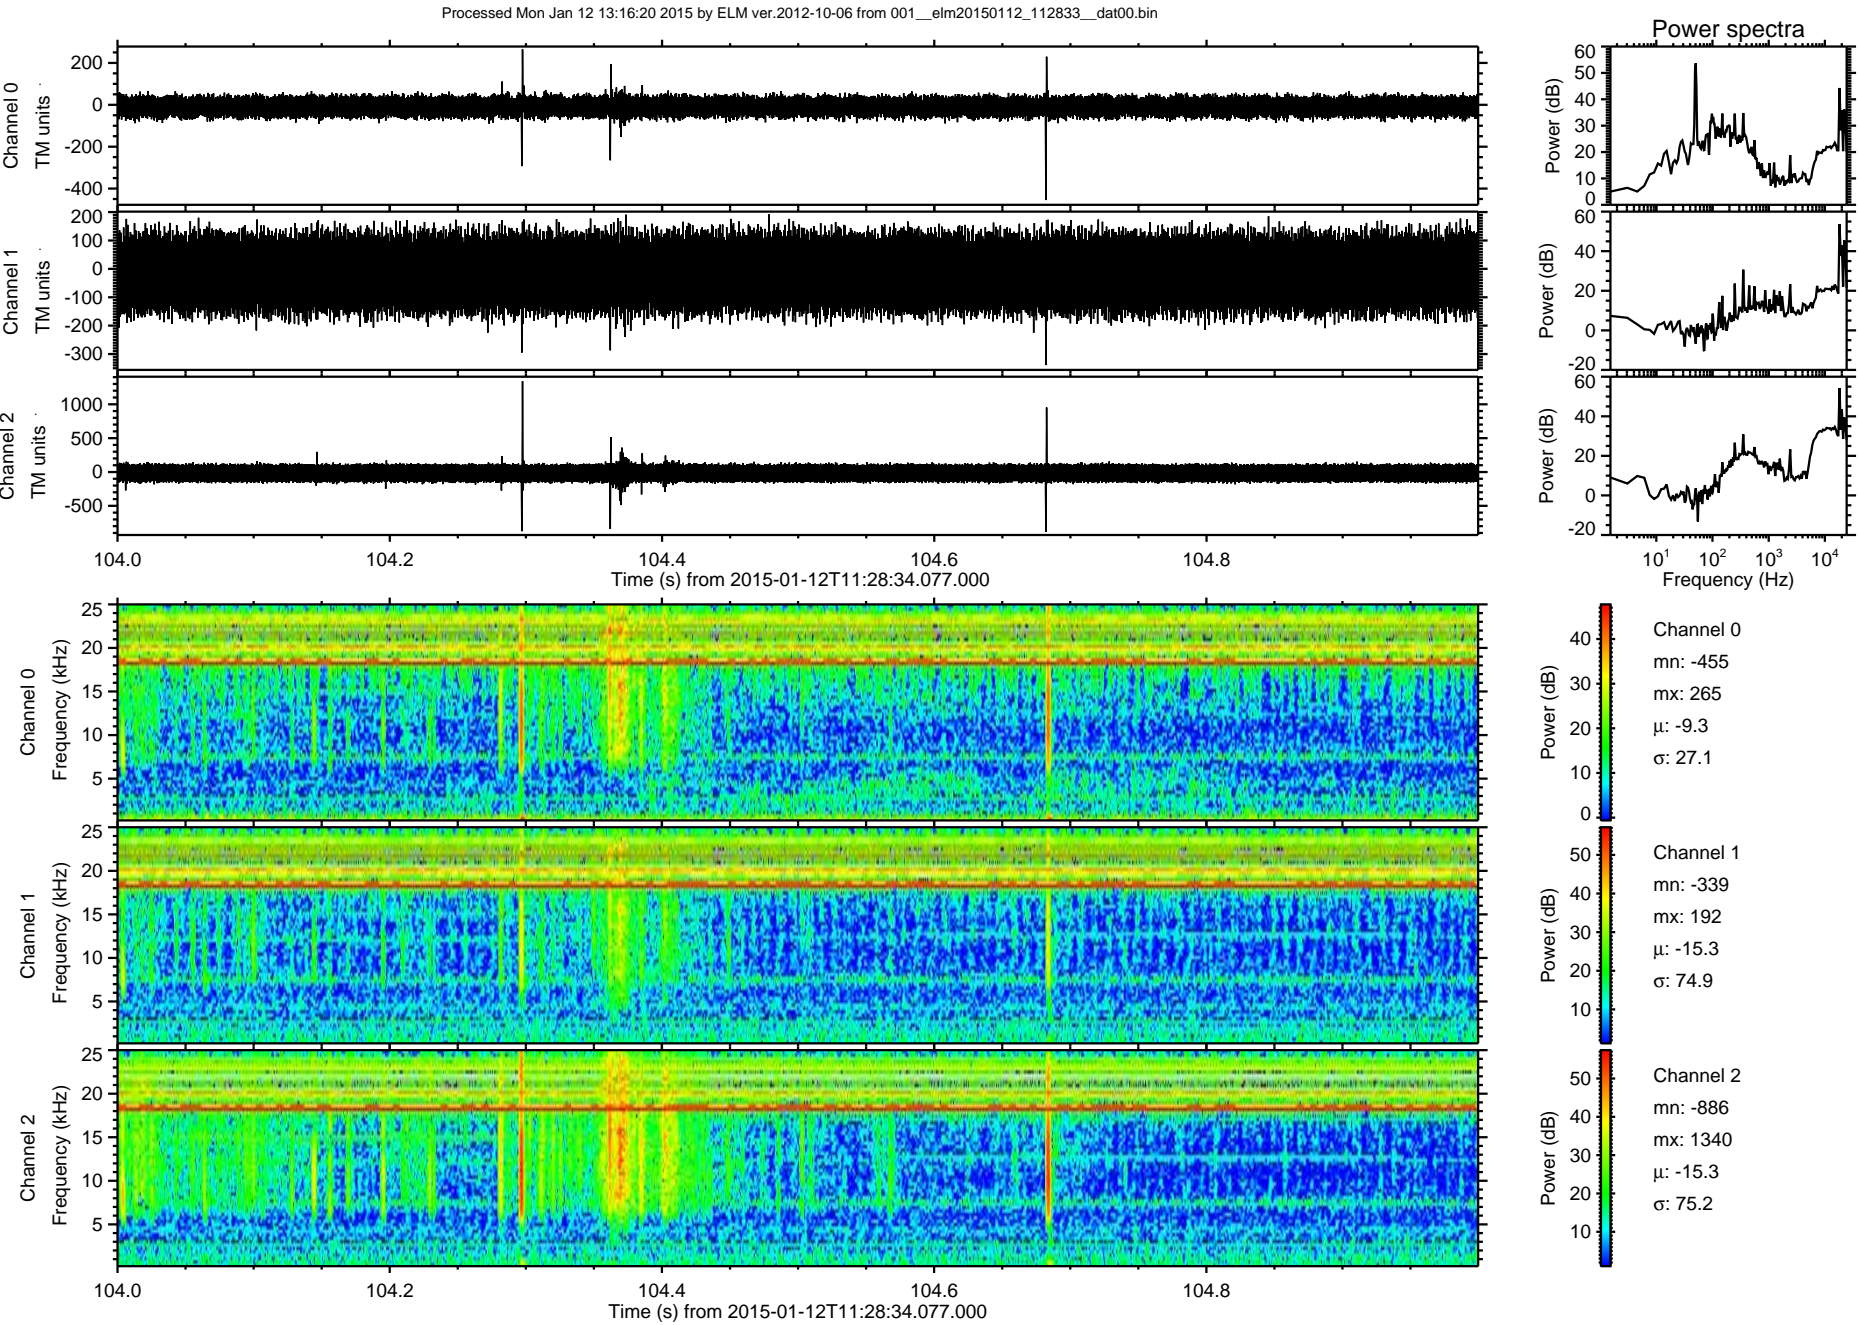 Processed Mon Jan 12 13:16:20 2015 by ELM ver.2012-10-06 from 001__elm20150112_112833__dat00.bin
Power spectra
Channel 0
TM units
200
0
-200
-400
Power (dB)
60
50
40
30
20
10
0
Channel 1
TM units
200
100
0
-100
-200
-300
Power (dB)
60
40
20
0
-20
Channel 2
TM units
1000
500
0
-500
Power (dB)
60
40
20
0
-20
104.0 104.2 104.4 104.6 104.8
Time (s) from 2015-01-12T11:28:34.077.000
10^1 10^2 10^3 10^4
Frequency (Hz)
Channel 0
Frequency (kHz)
25
20
15
10
5
Power (dB)
40
30
20
10
0
Channel 0
mn: -455
mx: 265
μ: -9.3
σ: 27.1
Channel 1
Frequency (kHz)
25
20
15
10
5
Power (dB)
50
40
30
20
10
Channel 1
mn: -339
mx: 192
μ: -15.3
σ: 74.9
Channel 2
Frequency (kHz)
25
20
15
10
5
Power (dB)
50
40
30
20
10
Channel 2
mn: -886
mx: 1340
μ: -15.3
σ: 75.2
104.0 104.2 104.4 104.6 104.8
Time (s) from 2015-01-12T11:28:34.077.000